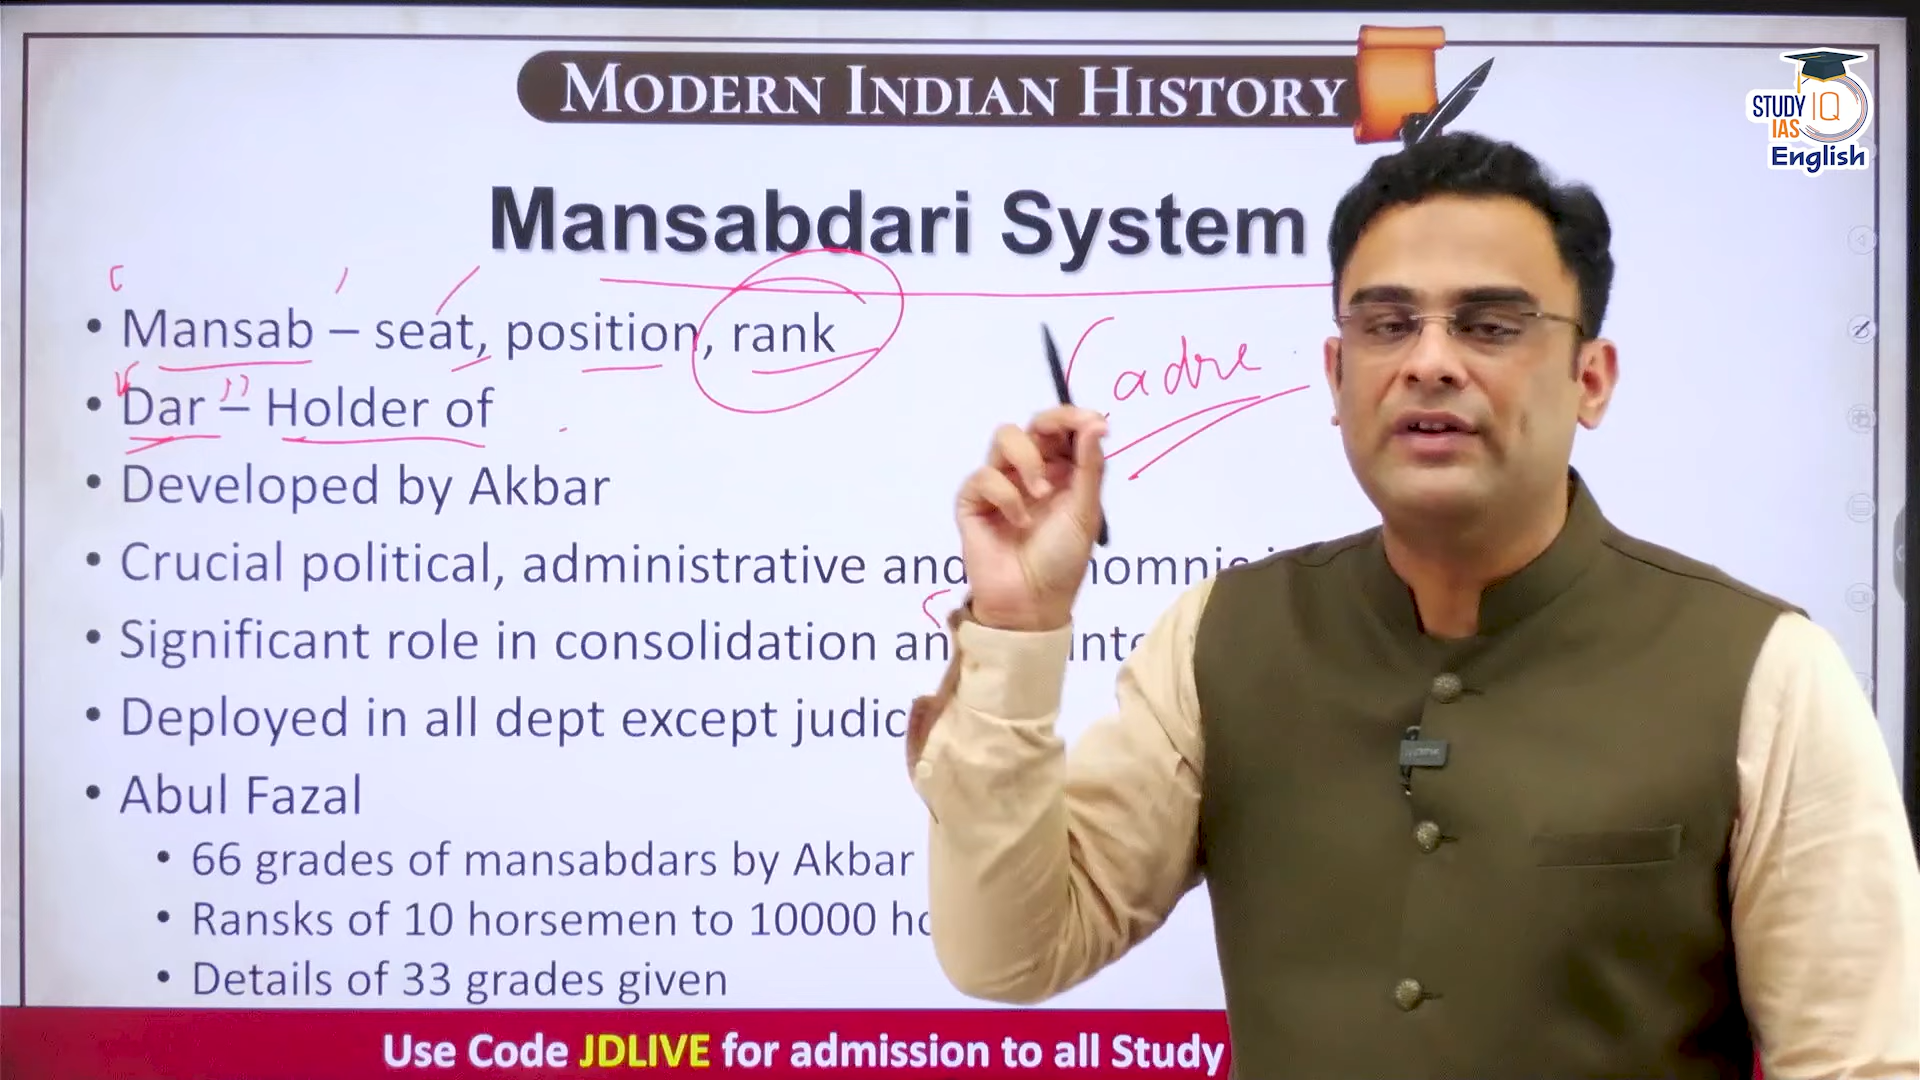 MODERN INDIAN HISTORY
STUDY IQ
IAS
English
Mansabdari System
• Mansab – seat, position, rank
Cadre
• Dar – Holder of
• Developed by Akbar
• Crucial political, administrative and
• Significant role in consolidation
• Deployed in all dept except
• Abul Fazal
• 66 grades of mansabdars by Akbar
• Ransks of 10 horsemen to 10000
• Details of 33 grades given
Use Code JDLIVE for admission to all Study